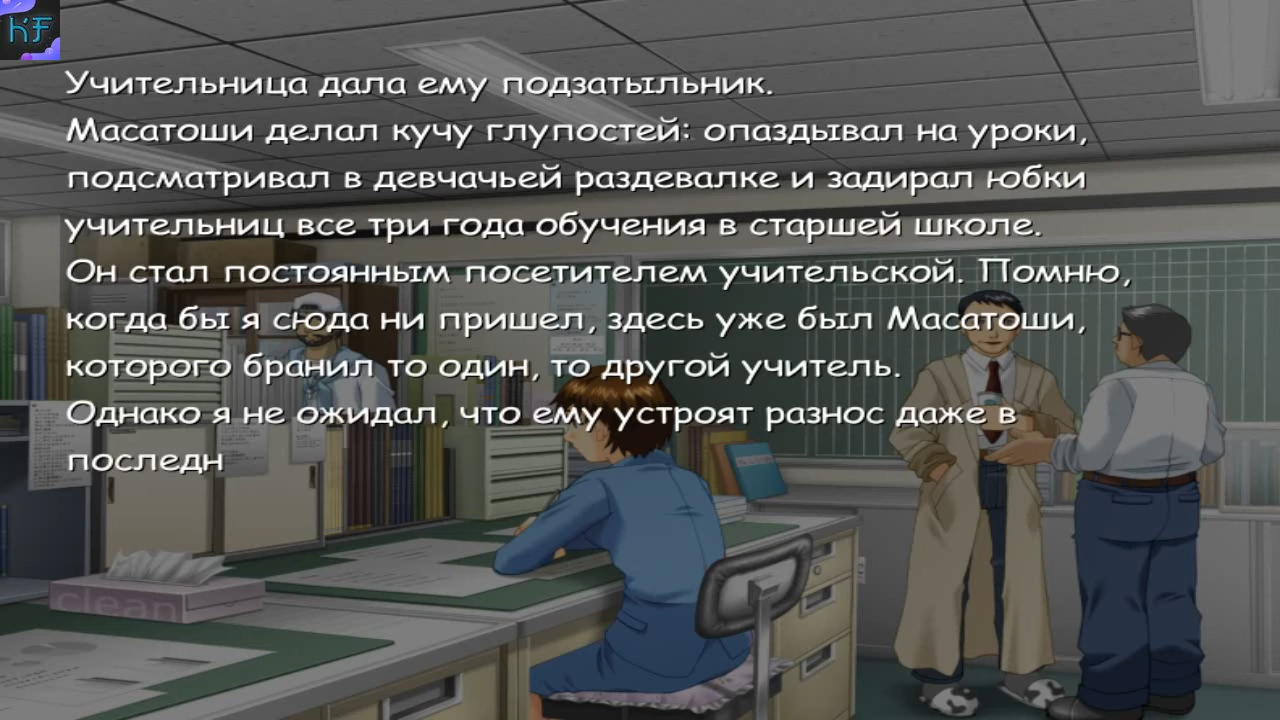 KF
Учительница дала ему подзатыльник.
Масатоши делал кучу глупостей: опаздывал на уроки,
подсматривал в девчачьей раздевалке и задирал юбки
учительниц все три года обучения в старшей школе.
Он стал постоянным посетителем учительской. Помню,
когда бы я сюда ни пришел, здесь уже был Масатоши,
которого бранил то один, то другой учитель.
Однако я не ожидал, что ему устроят разнос даже в
последн
clean